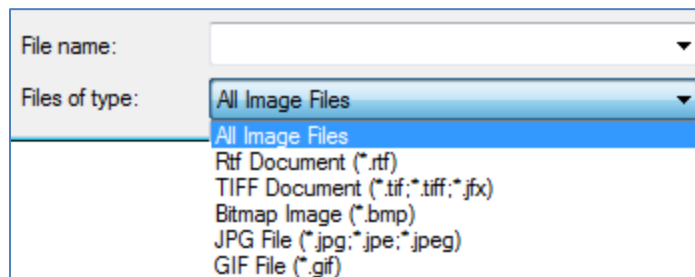 File name:
Files of type: All Image Files
All Image Files
Rtf Document (*.rtf)
TIFF Document (*.tif;*.tiff;*.jfx)
Bitmap Image (*.bmp)
JPG File (*.jpg;*.jpe;*.jpeg)
GIF File (*.gif)